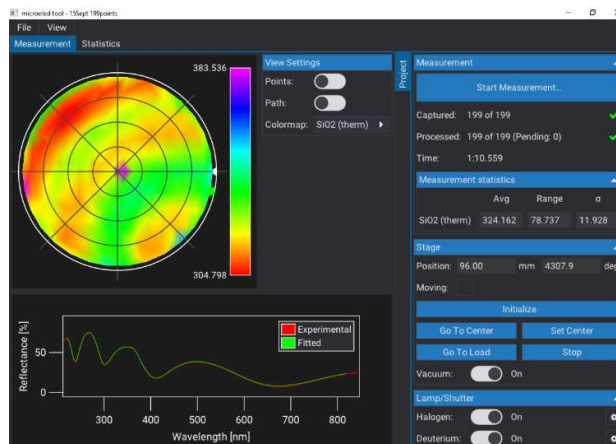 microoled tool - 15Sept 199points
File View
Measurement Statistics
383.536
304.798
View Settings
Points:
Path:
Colormap: SiO2 (therm)
Project
Measurement
Start Measurement...
Captured: 199 of 199
Processed: 199 of 199 (Pending: 0)
Time: 1:10.559
Measurement statistics
Avg Range σ
SiO2 (therm) 324.162 78.737 11.928
Stage
Position: 96.00 mm 4307.9 deg
Moving:
Initialize
Go To Center Set Center
Go To Load Stop
Vacuum: On
Lamp/Shutter
Halogen: On
Deuterium: On
Reflectance [%]
50
0
Experimental
Fitted
300 400 500 600 700 800
Wavelength [nm]